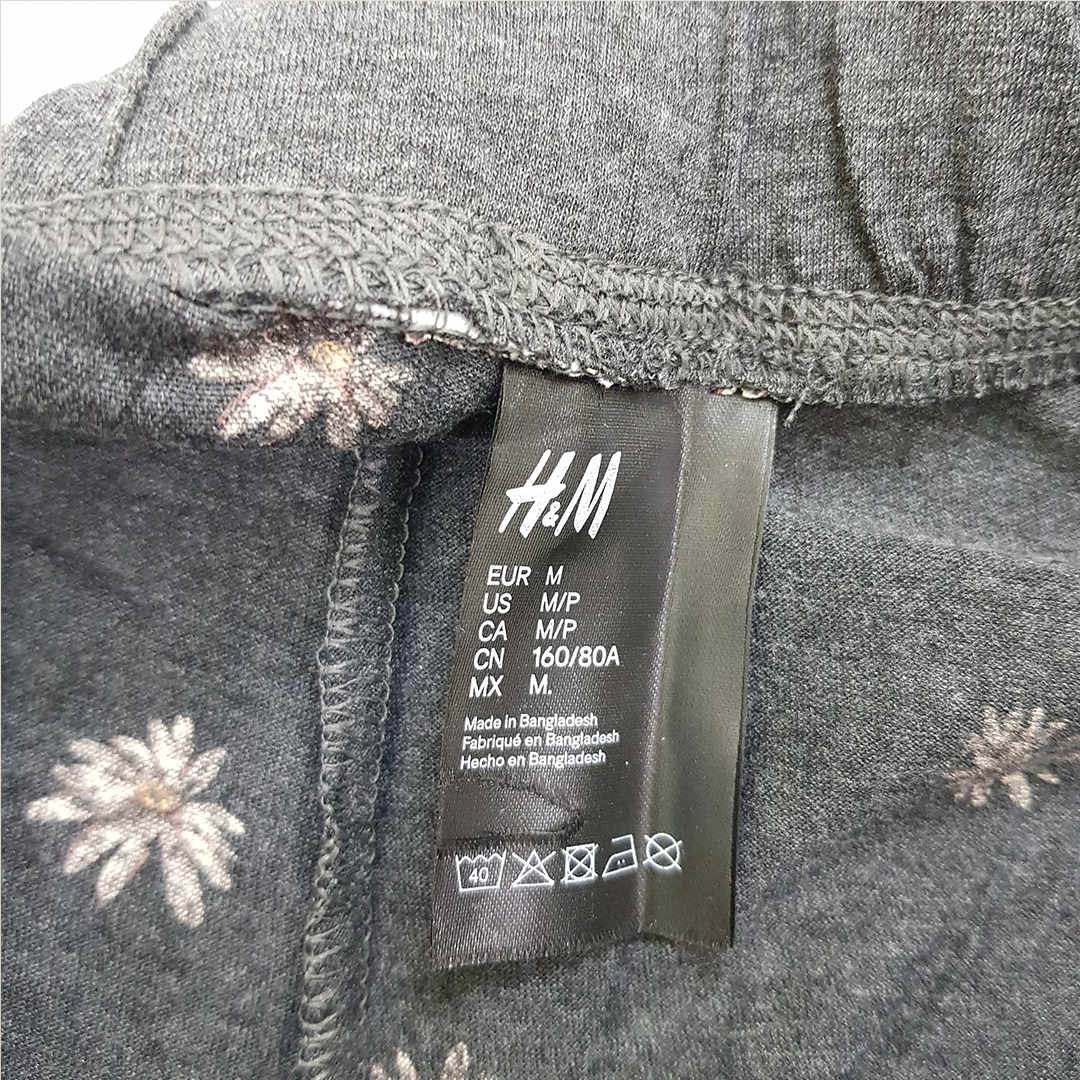 H&M
EUR M
US M/P
CA M/P
CN 160/80A
MX M.
Made in Bangladesh
Fabriqué en Bangladesh
Hecho en Bangladesh
40